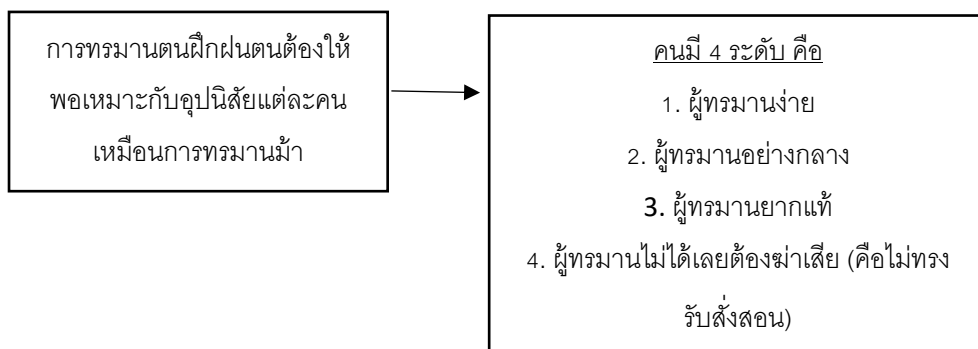 การทรมานตนฝึกฝนตนต้องให้
พอเหมาะกับอุปนิสัยแต่ละคน
เหมือนการทรมานม้า
คนมี 4 ระดับ คือ
1. ผู้ทรมานง่าย
2. ผู้ทรมานอย่างกลาง
3. ผู้ทรมานยากแท้
4. ผู้ทรมานไม่ได้เลยต้องฆ่าเสีย (คือไม่ทรง
รับสั่งสอน)